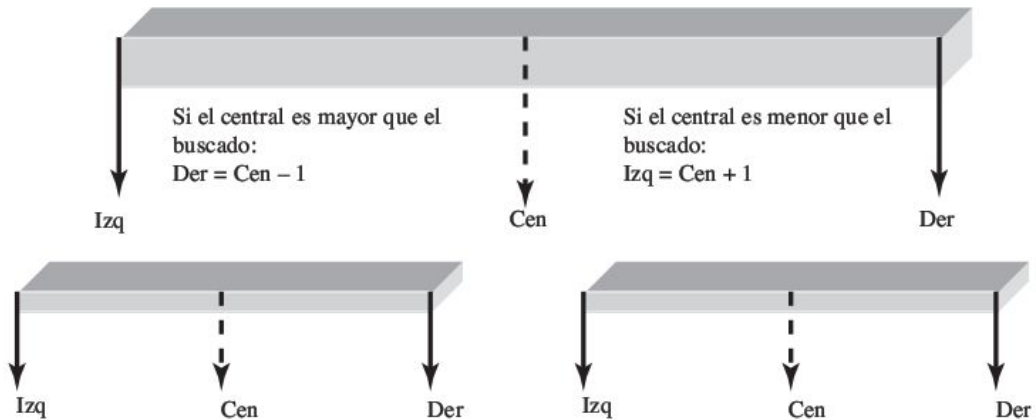 Si el central es mayor que el
buscado:
Der = Cen – 1
Si el central es menor que el
buscado:
Izq = Cen + 1
Izq
Cen
Der
Izq
Cen
Der
Izq
Cen
Der